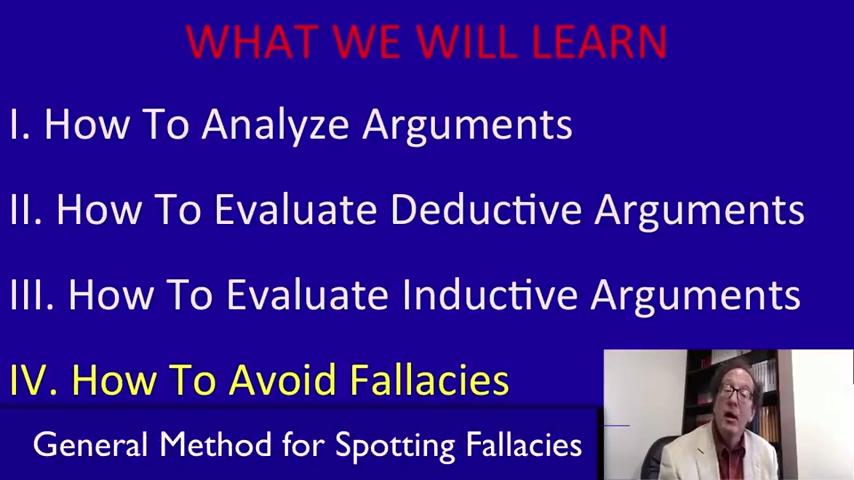 WHAT WE WILL LEARN
I. How To Analyze Arguments
II. How To Evaluate Deductive Arguments
III. How To Evaluate Inductive Arguments
IV. How To Avoid Fallacies
General Method for Spotting Fallacies